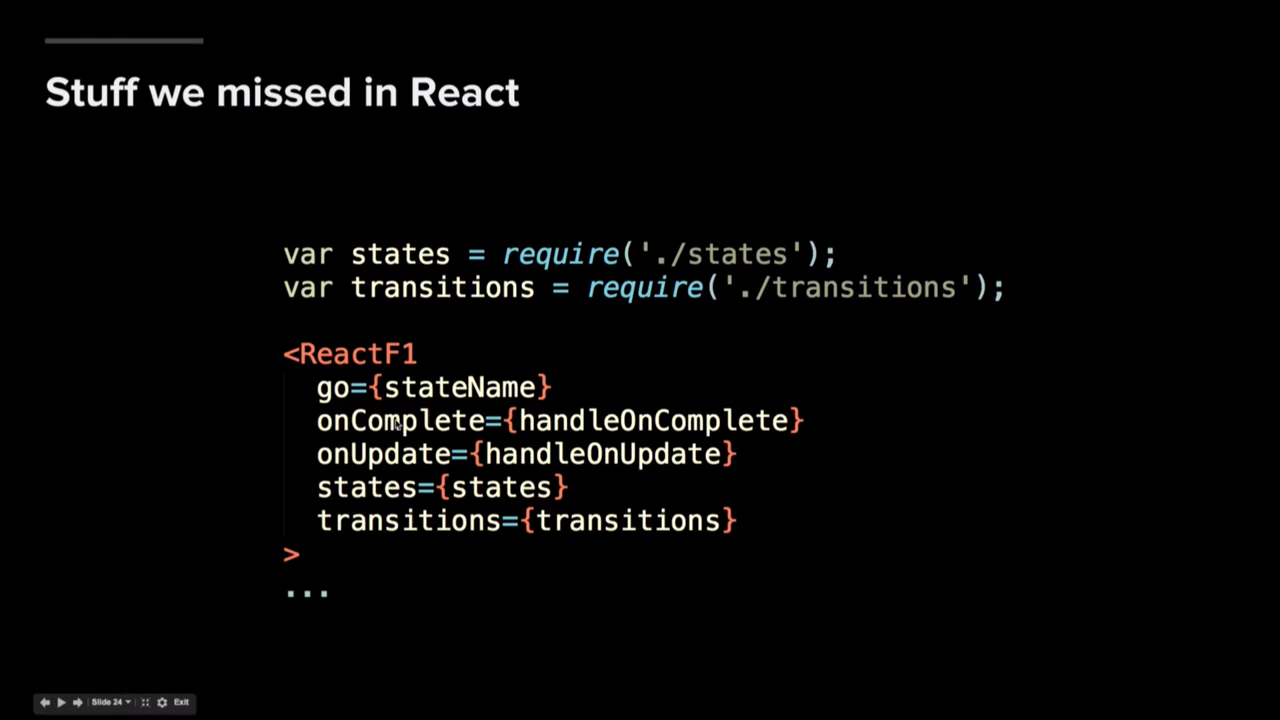 Stuff we missed in React
var states = require('./states');
var transitions = require('./transitions');
<ReactF1
go={stateName}
onComplete={handleOnComplete}
onUpdate={handleOnUpdate}
states={states}
transitions={transitions}
>
...
Slide 24
Exit